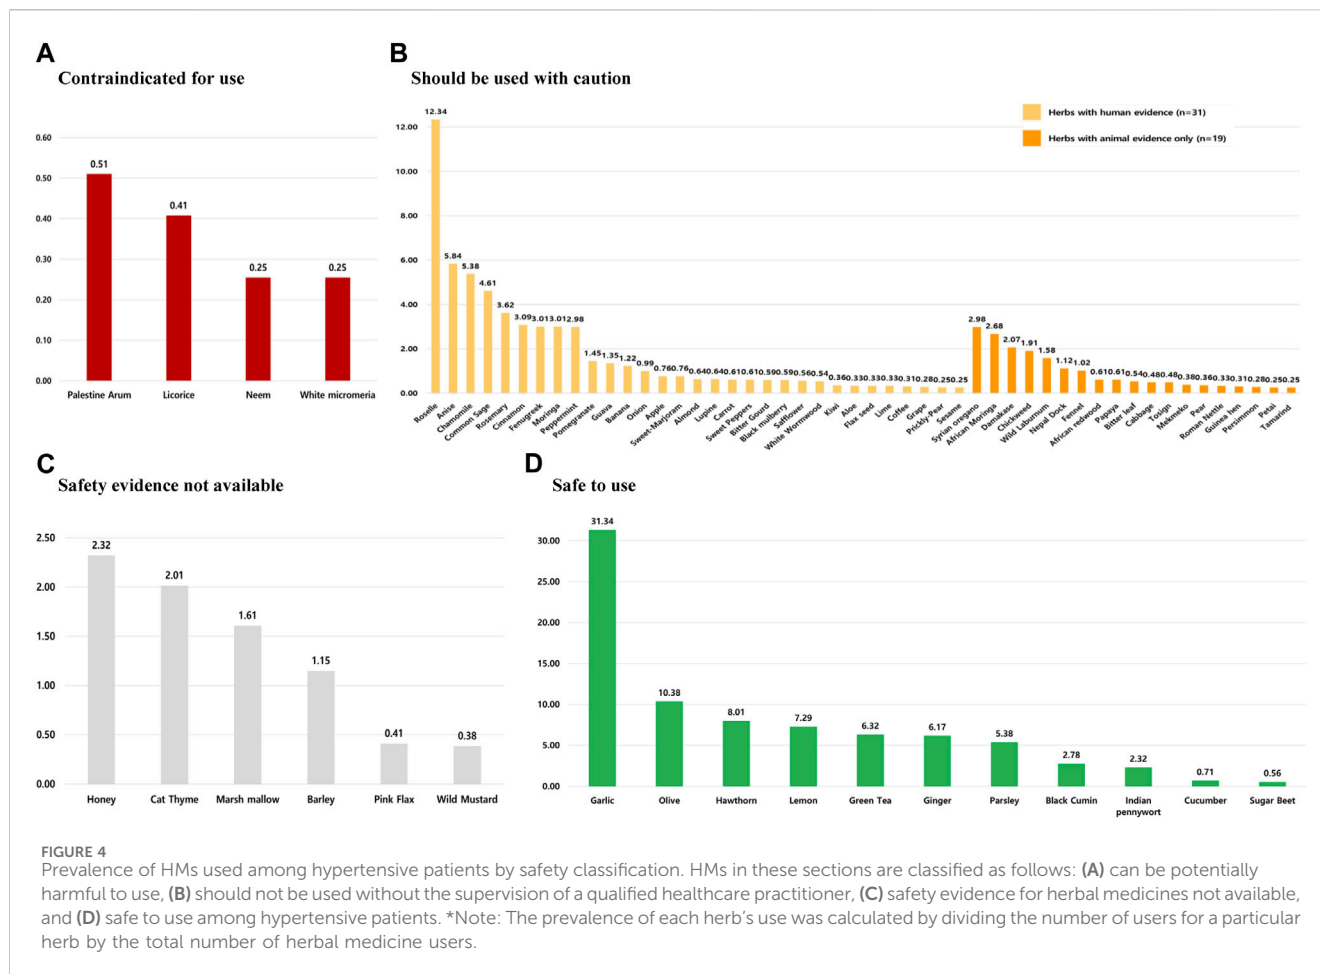 A
Contraindicated for use
0.60
0.50
0.40
0.30
0.20
0.10
0.00
0.51
0.41
0.25
0.25
Palestine Arum
Licorice
Neem
White micromeria
B
Should be used with caution
Herbs with human evidence (n=31)
Herbs with animal evidence only (n=19)
12.00
10.00
8.00
6.00
4.00
2.00
0.00
12.34
5.84
5.38
4.61
3.62
3.09
3.01
3.01
2.98
1.45
1.35
1.22
0.99
0.76
0.76
0.64
0.64
0.61
0.61
0.59
0.59
0.56
0.54
0.36
0.33
0.33
0.33
0.31
0.28
0.25
0.25
2.98
2.68
2.07
1.91
1.58
1.12
1.02
0.61
0.61
0.54
0.48
0.48
0.38
0.36
0.33
0.31
0.28
0.25
0.25
Roselle
Anise
Chamomile
Common Sage
Rosemary
Cinnamon
Fenugreek
Moringa
Peppermint
Pomegranate
Guava
Banana
Onion
Apple
Sweet-Marjoram
Almond
Lupine
Carrot
Sweet Peppers
Bitter Gourd
Black mulberry
Safflower
White Wormwood
Kiwi
Aloe
Flax seed
Lime
Coffee
Grape
Prickly-Pear
Sesame
Syrian oregano
African Moringa
Damakase
Chickweed
Wild Laburnum
Nepal Dock
Fennel
African redwood
Papaya
Bitter leaf
Cabbage
Tosign
Mekmeko
Pear
Roman Nettle
Guinea hen
Persimmon
Petai
Tamarind
C
Safety evidence not available
2.50
2.00
1.50
1.00
0.50
0.00
2.32
2.01
1.61
1.15
0.41
0.38
Honey
Cat Thyme
Marsh mallow
Barley
Pink Flax
Wild Mustard
D
Safe to use
30.00
25.00
20.00
15.00
10.00
5.00
0.00
31.34
10.38
8.01
7.29
6.32
6.17
5.38
2.78
2.32
0.71
0.56
Garlic
Olive
Hawthorn
Lemon
Green Tea
Ginger
Parsley
Black Cumin
Indian
pennywort
Cucumber
Sugar Beet
FIGURE 4
Prevalence of HMs used among hypertensive patients by safety classification. HMs in these sections are classified as follows: (A) can be potentially
harmful to use, (B) should not be used without the supervision of a qualified healthcare practitioner, (C) safety evidence for herbal medicines not available,
and (D) safe to use among hypertensive patients. *Note: The prevalence of each herb's use was calculated by dividing the number of users for a particular
herb by the total number of herbal medicine users.